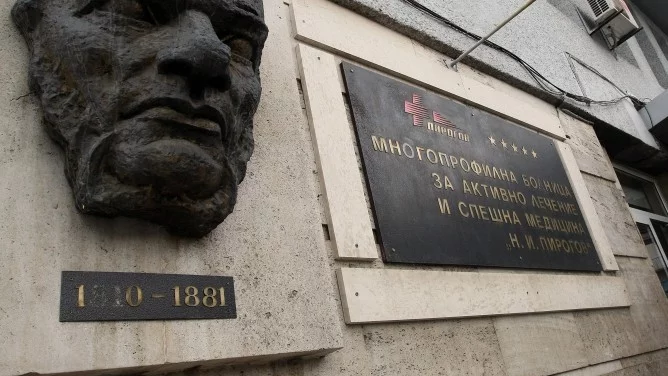 1810 - 1881
ПИРОГОВ
МНОГОПРОФИЛНА БОЛНИЦА
ЗА АКТИВНО ЛЕЧЕНИЕ
И СПЕШНА МЕДИЦИНА
„Н. И. ПИРОГОВ